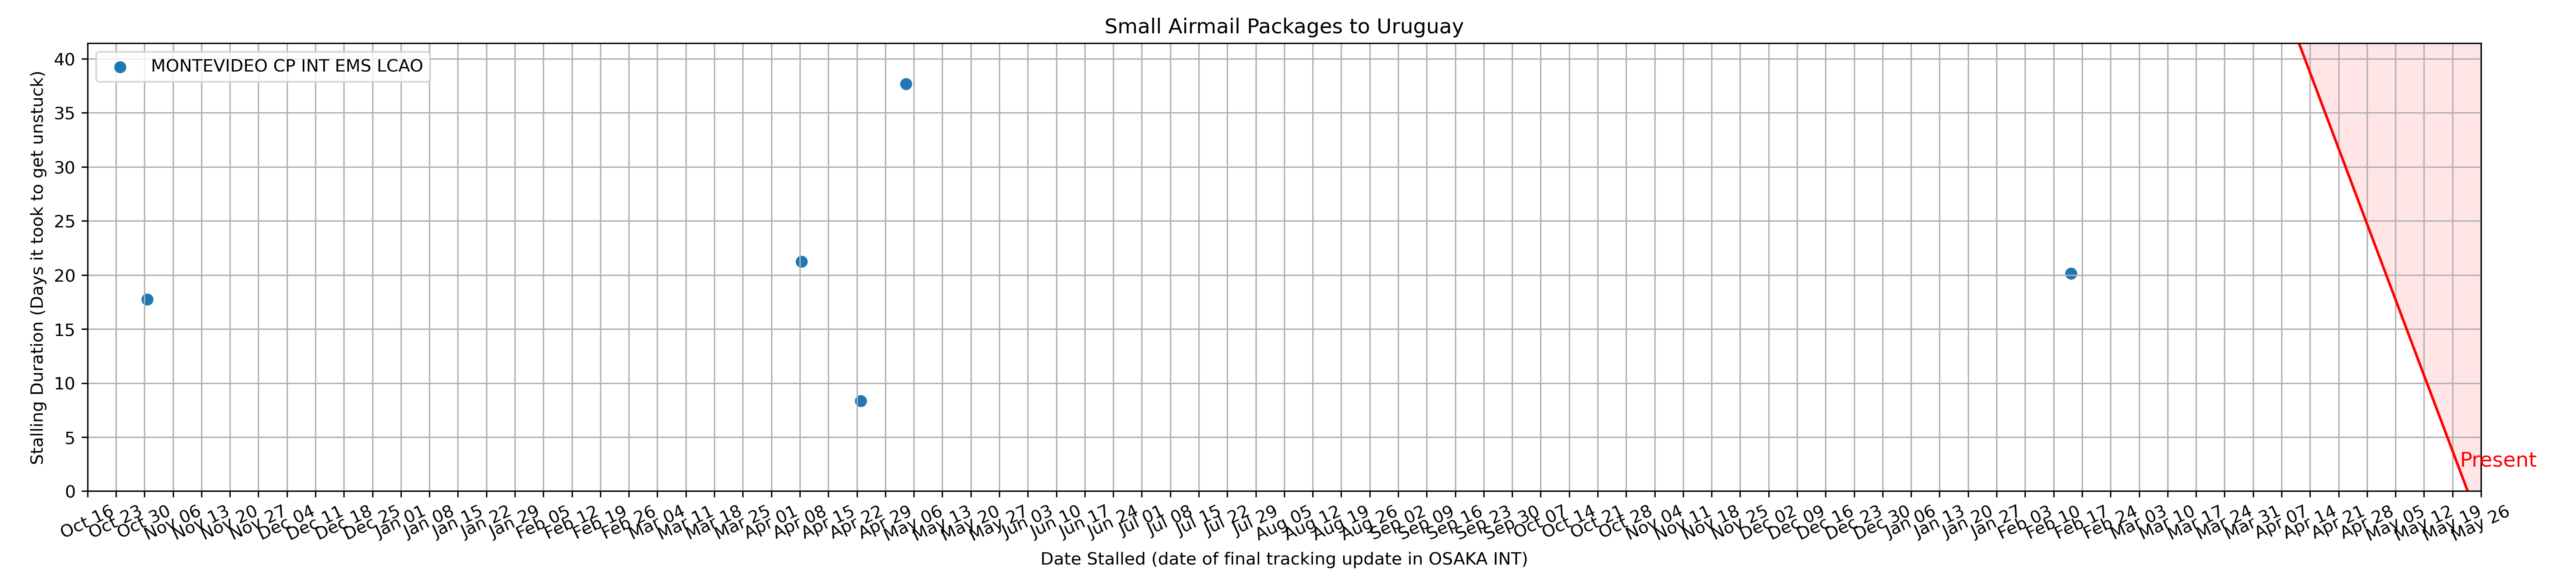 Small Airmail Packages to Uruguay
MONTEVIDEO CP INT EMS LCAO
Stalling Duration (Days it took to get unstuck)
40
35
30
25
20
15
10
5
0
Present
Oct 16 Oct 23 Oct 30 Nov 06 Nov 13 Nov 20 Nov 27 Dec 04 Dec 11 Dec 18 Dec 25 Jan 01 Jan 08 Jan 15 Jan 22 Jan 29 Feb 05 Feb 12 Feb 19 Feb 26 Mar 04 Mar 11 Mar 18 Mar 25 Apr 01 Apr 08 Apr 15 Apr 22 Apr 29 May 06 May 13 May 20 May 27 Jun 03 Jun 10 Jun 17 Jun 24 Jul 01 Jul 08 Jul 15 Jul 22 Jul 29 Aug 05 Aug 12 Aug 19 Aug 26 Sep 02 Sep 09 Sep 16 Sep 23 Sep 30 Oct 07 Oct 14 Oct 21 Oct 28 Nov 04 Nov 11 Nov 18 Nov 25 Dec 02 Dec 09 Dec 16 Dec 23 Dec 30 Jan 06 Jan 13 Jan 20 Jan 27 Feb 03 Feb 10 Feb 17 Feb 24 Mar 03 Mar 10 Mar 17 Mar 24 Mar 31 Apr 07 Apr 14 Apr 21 Apr 28 May 05 May 12 May 19 May 26
Date Stalled (date of final tracking update in OSAKA INT)